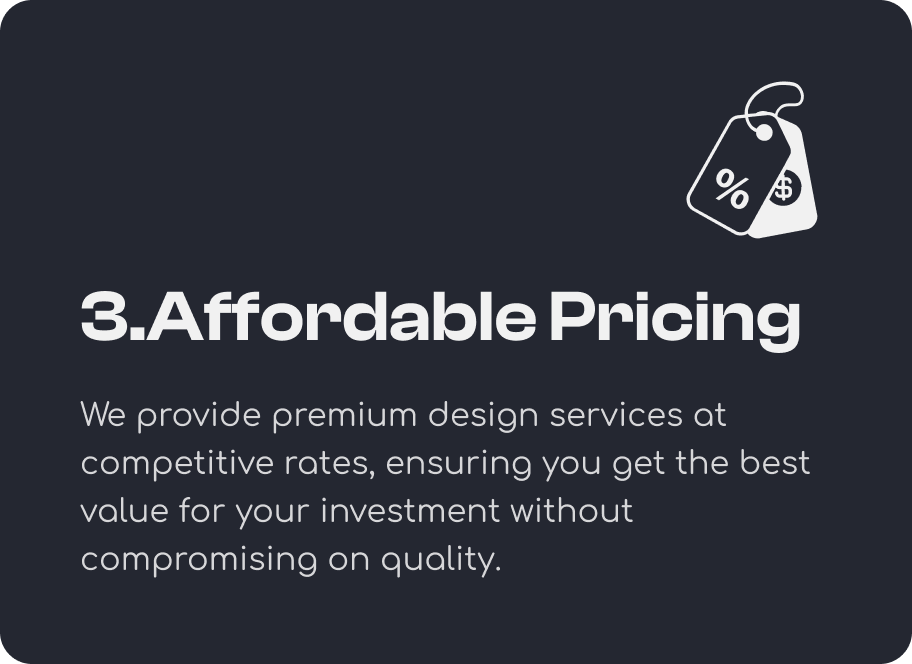 %
$
3.Affordable Pricing
We provide premium design services at
competitive rates, ensuring you get the best
value for your investment without
compromising on quality.